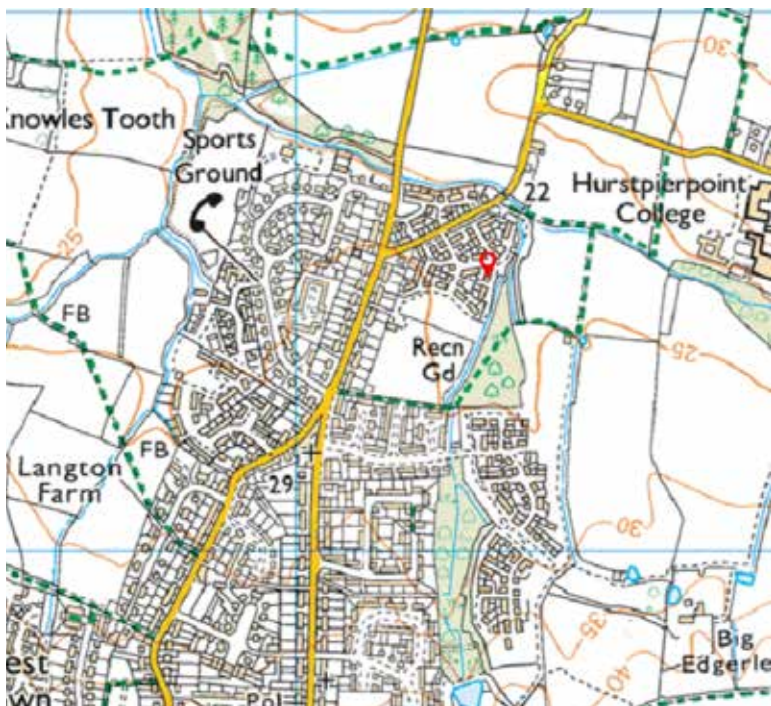 30
Knowles Tooth
Sports
Ground
22
Hurstpierpoint
College
25
FB
Recn
Gd
25
FB
Langton
Farm
29
30
35
40
Big
Edgerle
est
wn
Pol